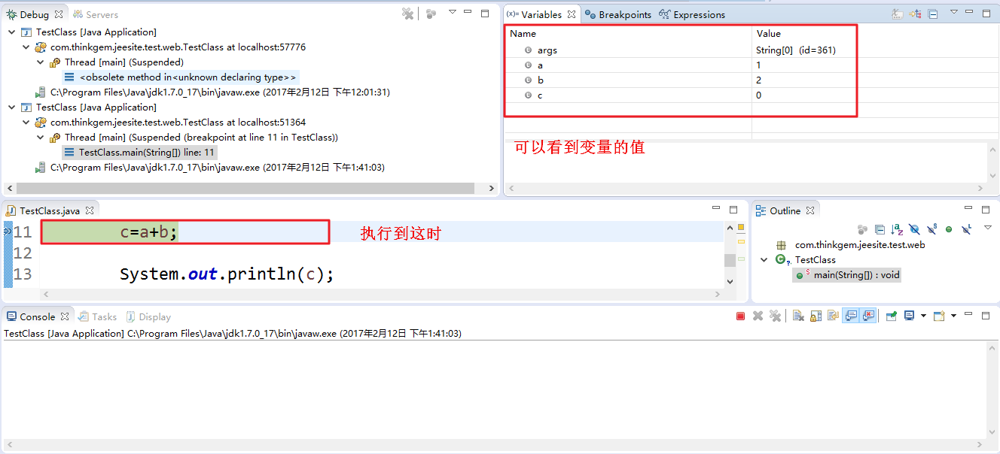 Debug Servers
TestClass [Java Application]
com.thinkgem.jeesite.test.web.TestClass at localhost:57776
Thread [main] (Suspended)
<obsolete method in<unknown declaring type>>
C:\Program Files\Java\jdk1.7.0_17\bin\javaw.exe (2017年2月12日 下午12:01:31)
TestClass [Java Application]
com.thinkgem.jeesite.test.web.TestClass at localhost:51364
Thread [main] (Suspended (breakpoint at line 11 in TestClass))
TestClass.main(String[]) line: 11
C:\Program Files\Java\jdk1.7.0_17\bin\javaw.exe (2017年2月12日 下午1:41:03)
(x)= Variables Breakpoints Expressions
Name Value
args String[0] (id=361)
a 1
b 2
c 0
可以看到变量的值
TestClass.java
11 c=a+b; 执行到这时
12
13 System.out.println(c);
Outline
com.thinkgem.jeesite.test.web
TestClass
main(String[]) : void
Console Tasks Display
TestClass [Java Application] C:\Program Files\Java\jdk1.7.0_17\bin\javaw.exe (2017年2月12日 下午1:41:03)